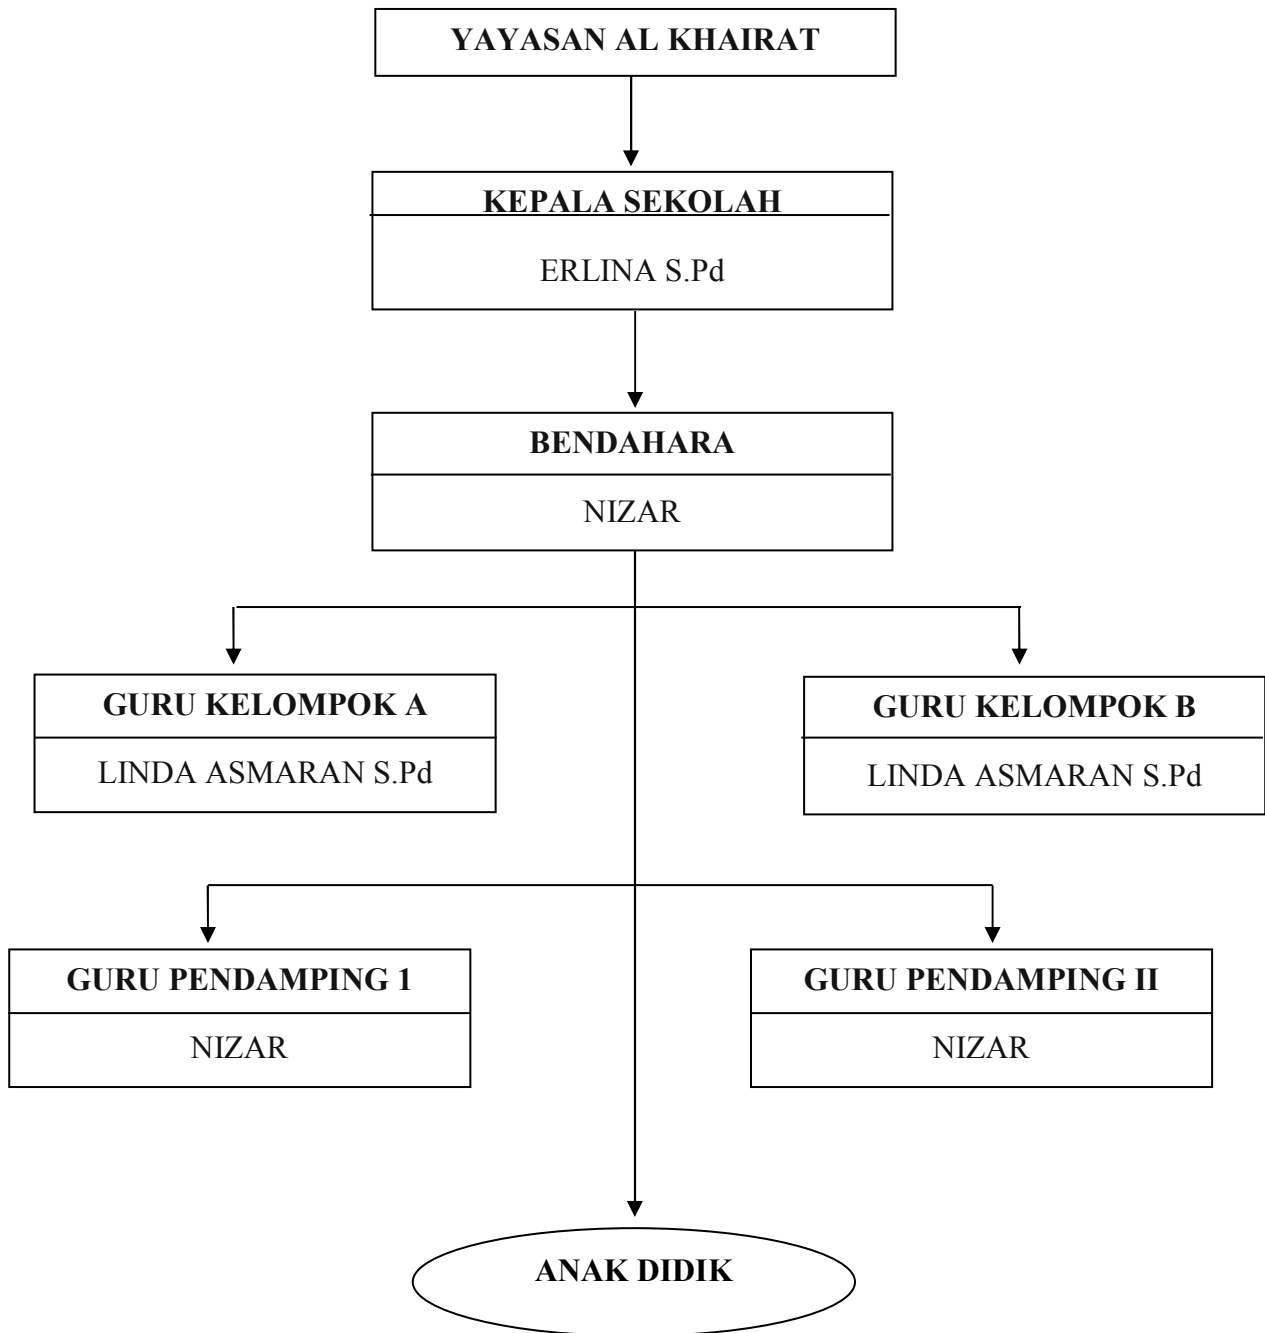 YAYASAN AL KHAIRAT
KEPALA SEKOLAH
ERLINA S.Pd
BENDAHARA
NIZAR
GURU KELOMPOK A
LINDA ASMARAN S.Pd
GURU KELOMPOK B
LINDA ASMARAN S.Pd
GURU PENDAMPING 1
NIZAR
GURU PENDAMPING II
NIZAR
ANAK DIDIK